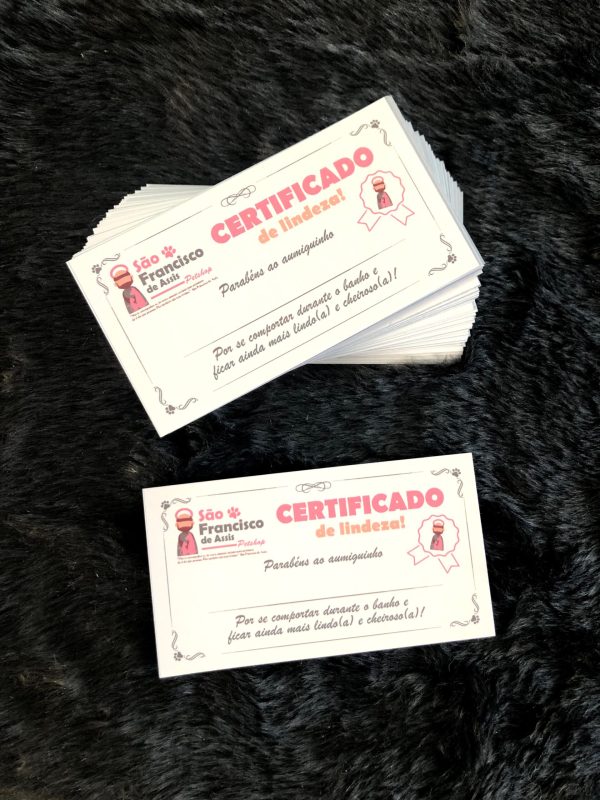 CERTIFICADO
de lindeza!
São
Francisco
de Assis
Petshop
Parabéns ao aumiguinho
Por se comportar durante o banho e
ficar ainda mais lindo(a) e cheiroso(a)!
São
Francisco
de Assis
Petshop
CERTIFICADO
de lindeza!
Parabéns ao aumiguinho
Por se comportar durante o banho e
ficar ainda mais lindo(a) e cheiroso(a)!